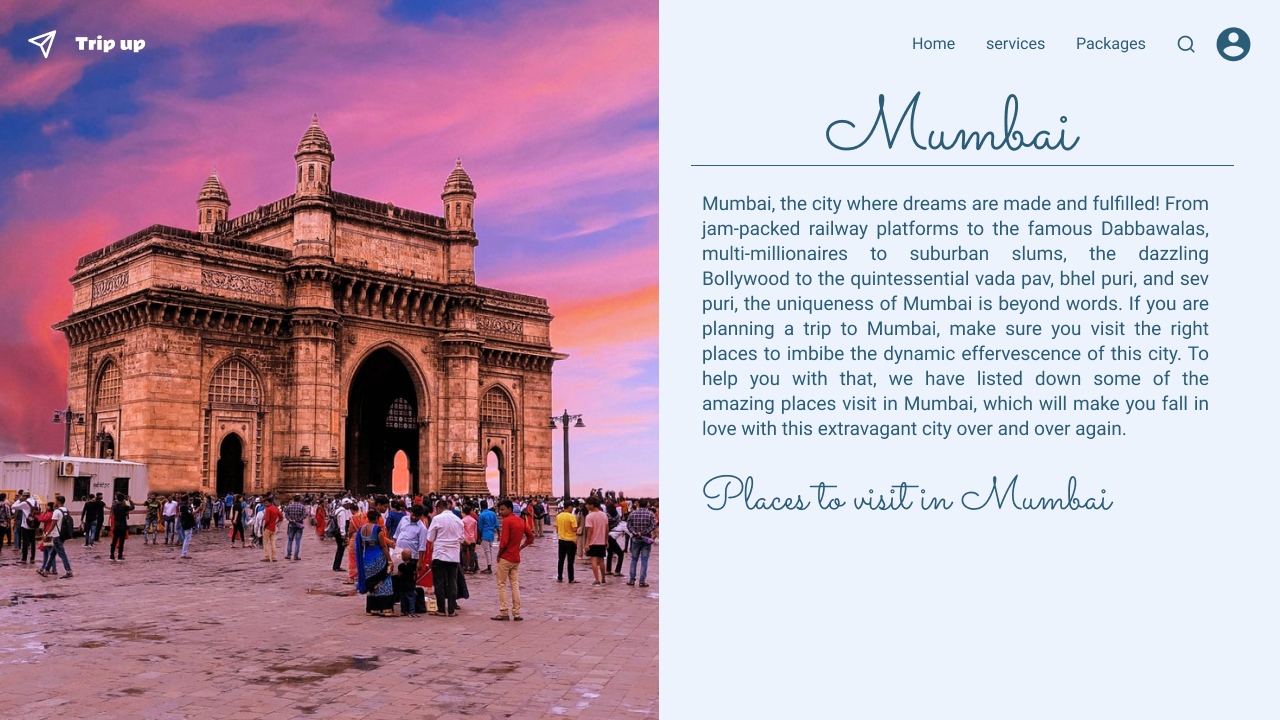 Trip up
Home services Packages
Mumbai
Mumbai, the city where dreams are made and fulfilled! From
jam-packed railway platforms to the famous Dabbawalas,
multi-millionaires to suburban slums, the dazzling
Bollywood to the quintessential vada pav, bhel puri, and sev
puri, the uniqueness of Mumbai is beyond words. If you are
planning a trip to Mumbai, make sure you visit the right
places to imbibe the dynamic effervescence of this city. To
help you with that, we have listed down some of the
amazing places visit in Mumbai, which will make you fall in
love with this extravagant city over and over again.
Places to visit in Mumbai